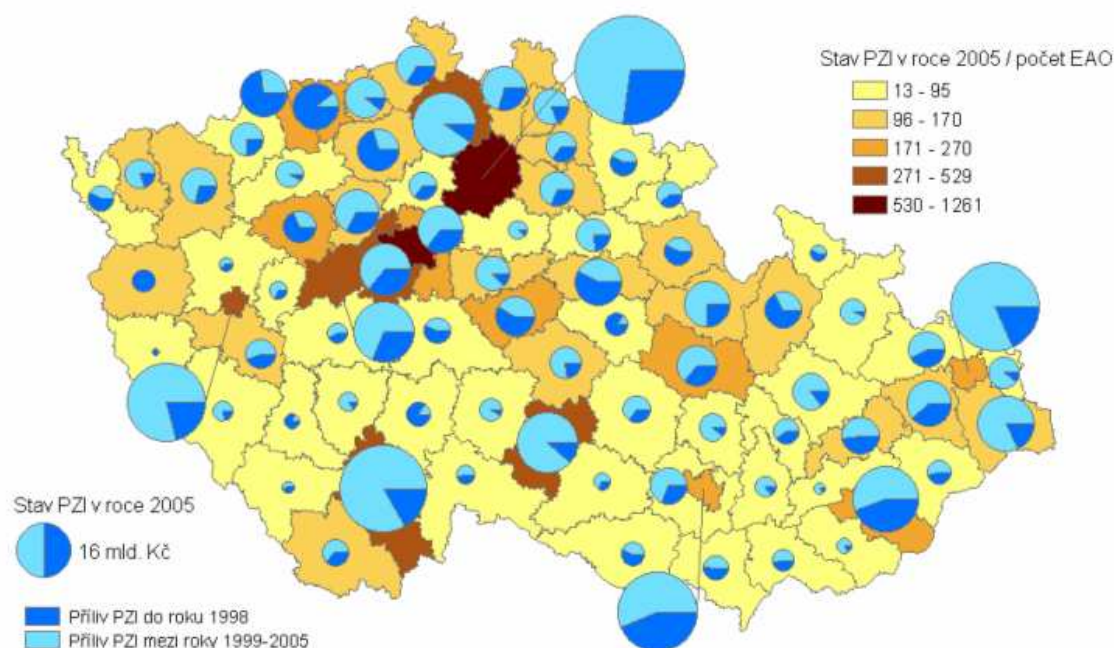 Stav PZI v roce 2005 / počet EAO
13 - 95
96 - 170
171 - 270
271 - 529
530 - 1261
Stav PZI v roce 2005
16 mld. Kč
Příliv PZI do roku 1998
Příliv PZI mezi roky 1999-2005